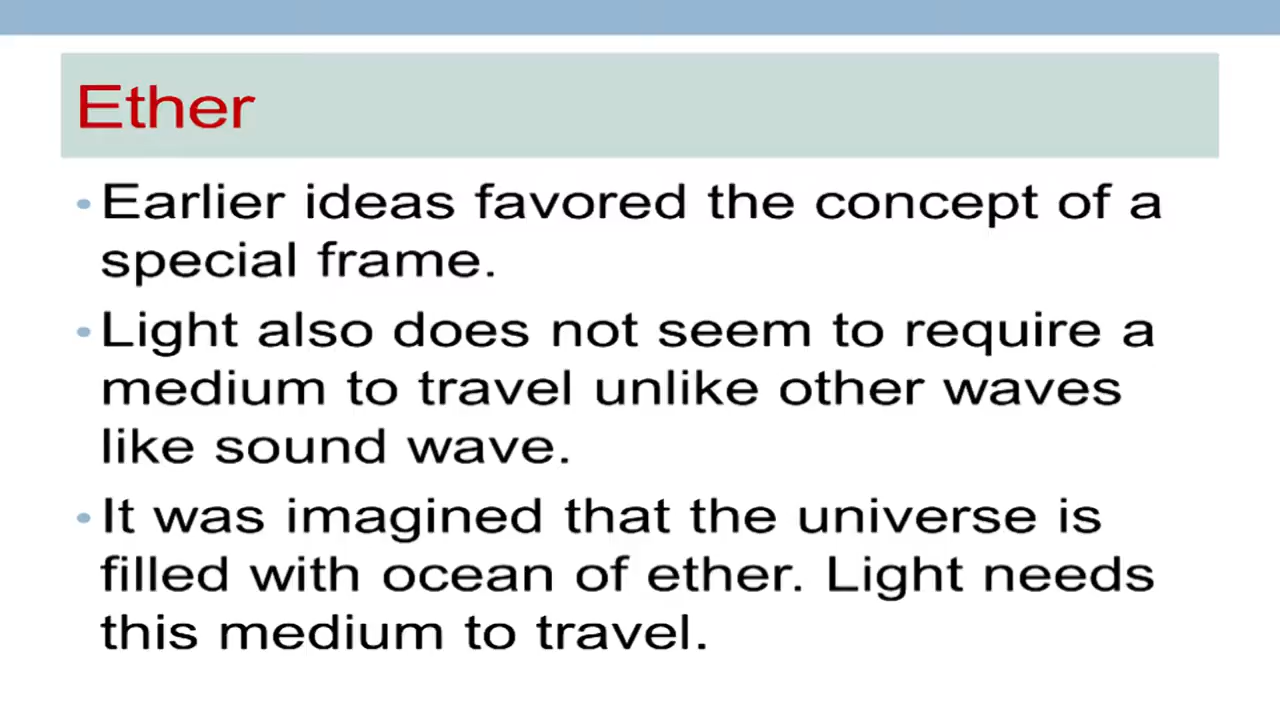 Ether
• Earlier ideas favored the concept of a
special frame.
• Light also does not seem to require a
medium to travel unlike other waves
like sound wave.
• It was imagined that the universe is
filled with ocean of ether. Light needs
this medium to travel.